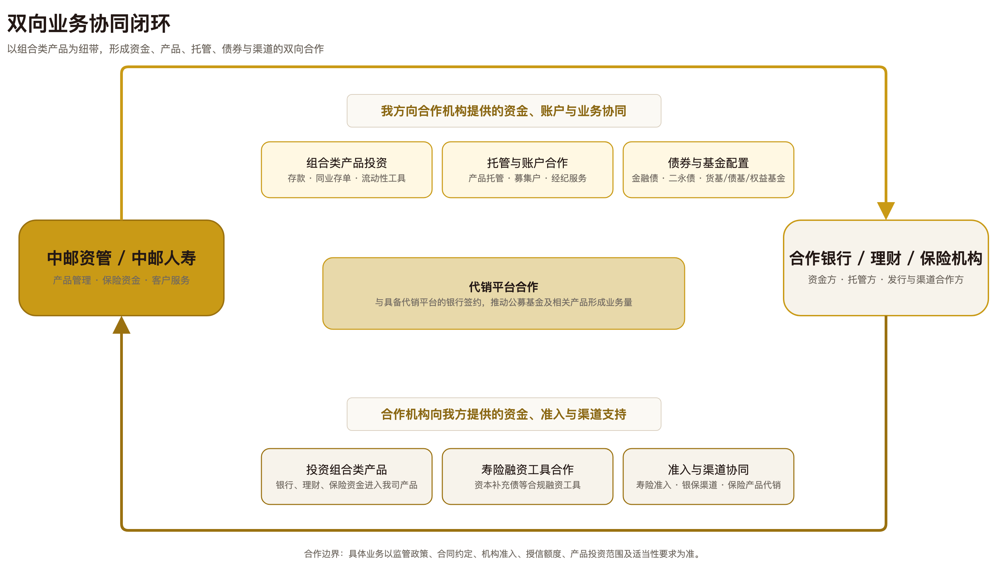 双向业务协同闭环
以组合类产品为纽带，形成资金、产品、托管、债券与渠道的双向合作
我方向合作机构提供的资金、账户与业务协同
组合类产品投资
存款 · 同业存单 · 流动性工具
托管与账户合作
产品托管 · 募集户 · 经纪服务
债券与基金配置
金融债 · 二永债 · 货基/债基/权益基金
中邮资管 / 中邮人寿
产品管理 · 保险资金 · 客户服务
代销平台合作
与具备代销平台的银行签约，推动公募基金及相关产品形成业务量
合作银行 / 理财 / 保险机构
资金方 · 托管方 · 发行与渠道合作方
合作机构向我方提供的资金、准入与渠道支持
投资组合类产品
银行、理财、保险资金进入我司产品
寿险融资工具合作
资本补充债等合规融资工具
准入与渠道协同
寿险准入 · 银保渠道 · 保险产品代销
合作边界：具体业务以监管政策、合同约定、机构准入、授信额度、产品投资范围及适当性要求为准。